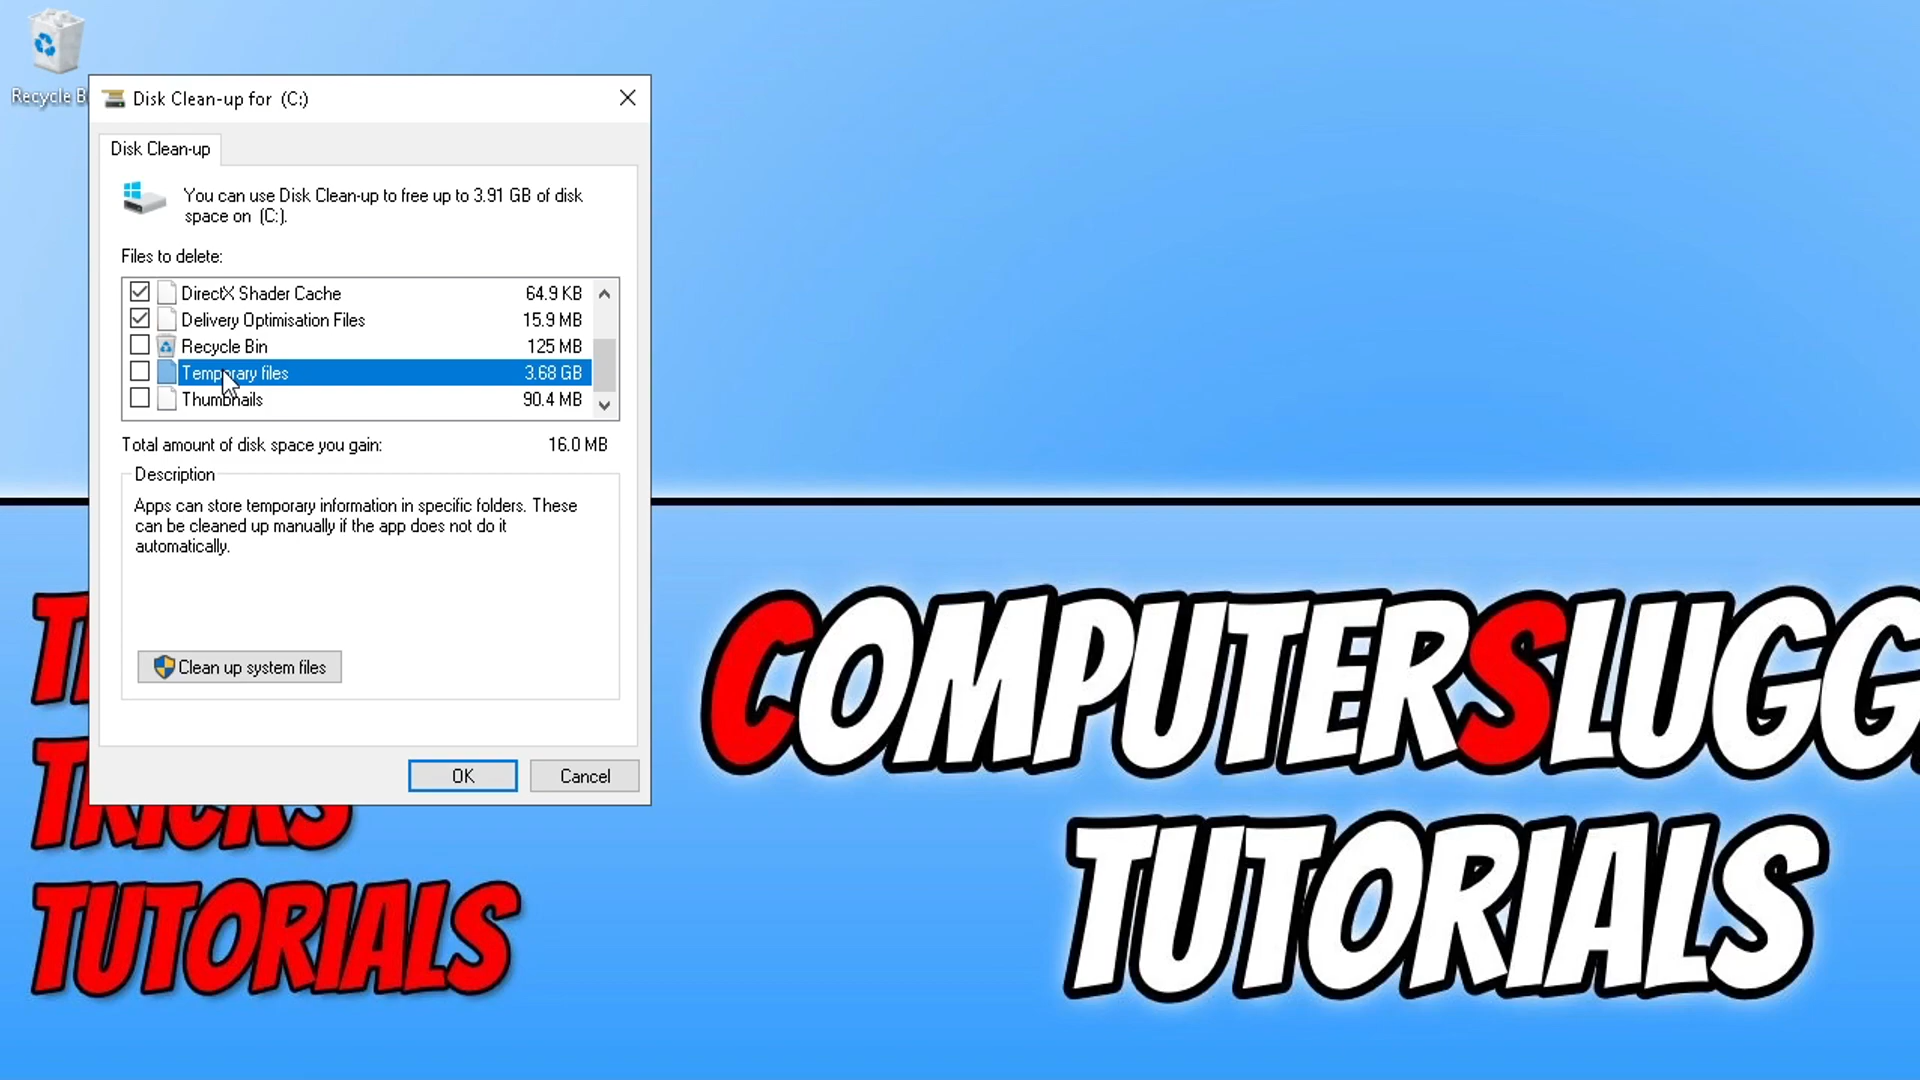 Recycle B
Disk Clean-up for (C:)
Disk Clean-up
You can use Disk Clean-up to free up to 3.91 GB of disk
space on (C:).
Files to delete:
DirectX Shader Cache 64.9 KB
Delivery Optimisation Files 15.9 MB
Recycle Bin 125 MB
Temporary files 3.68 GB
Thumbnails 90.4 MB
Total amount of disk space you gain: 16.0 MB
Description
Apps can store temporary information in specific folders. These
can be cleaned up manually if the app does not do it
automatically.
Clean up system files
OK Cancel
TRICKS
TUTORIALS
COMPUTERSLUGG
TUTORIALS